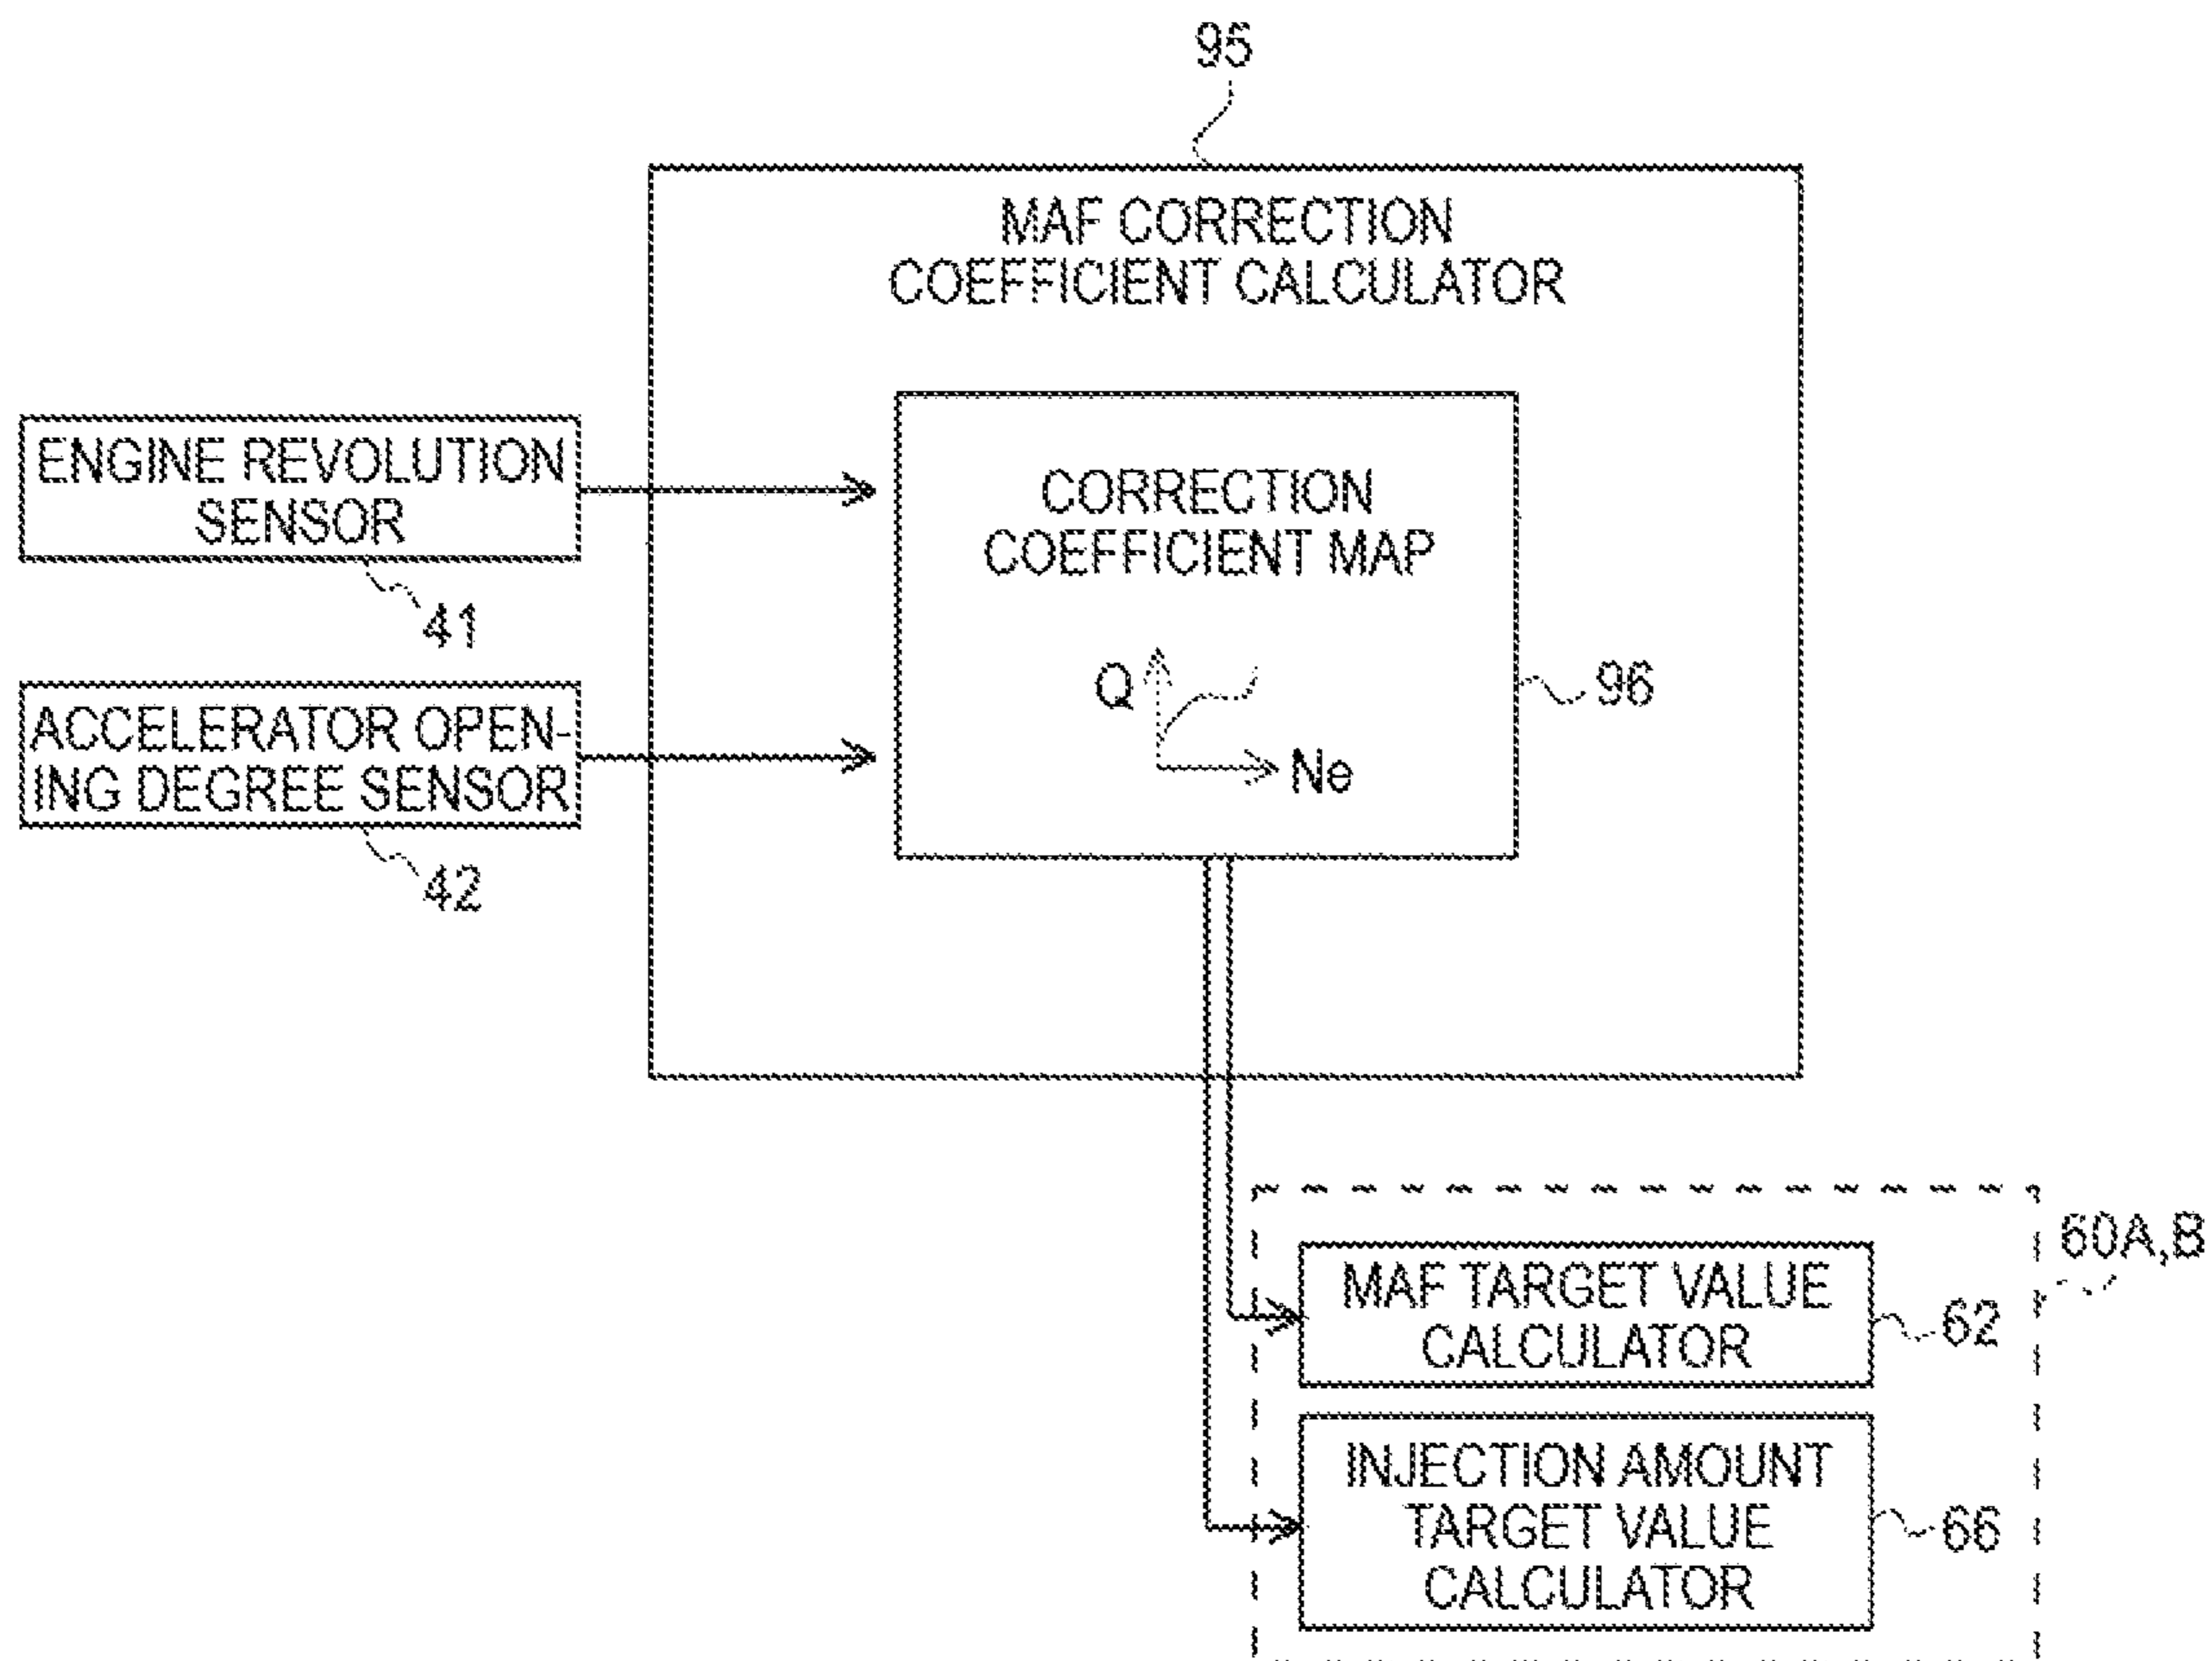 95
MAF CORRECTION
COEFFICIENT CALCULATOR
ENGINE REVOLUTION
SENSOR
41
ACCELERATOR OPEN-
ING DEGREE SENSOR
42
CORRECTION
COEFFICIENT MAP
Q
Ne
96
60A,B
MAF TARGET VALUE
CALCULATOR
62
INJECTION AMOUNT
TARGET VALUE
CALCULATOR
66